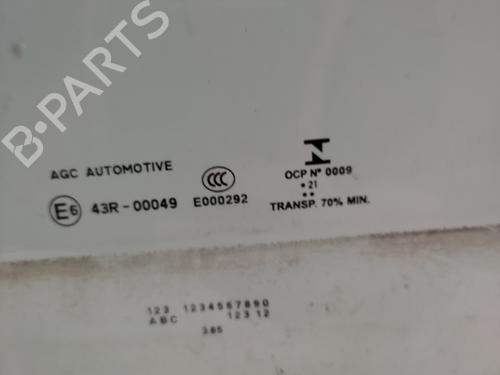 B-PARTS
AGC AUTOMOTIVE
E6 43R-00049
CCC
E000292
OCP Nº 0009
21
TRANSP. 70% MIN.
123 1234567890
ABC 123 12
385